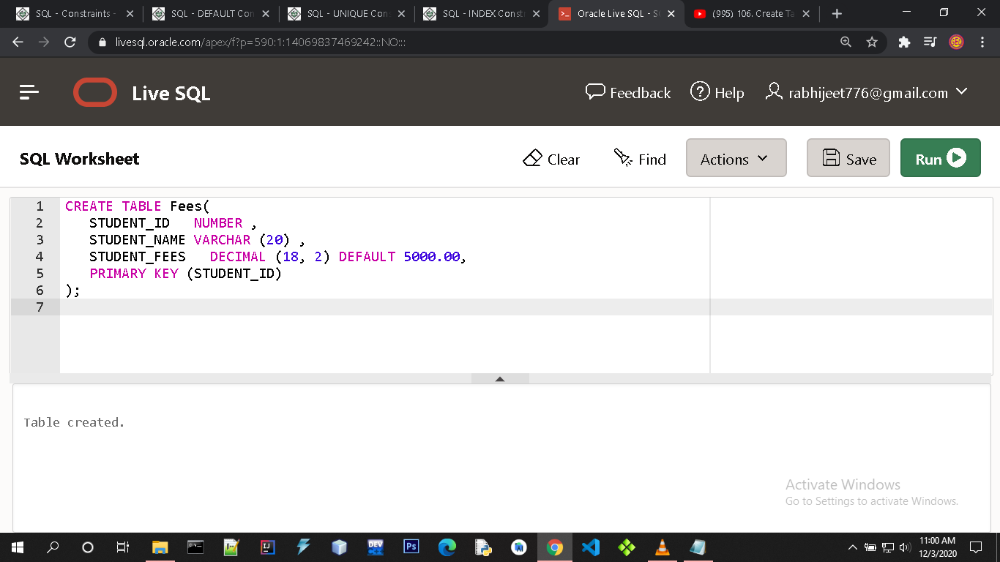 SQL - Constraints -
SQL - DEFAULT Con
SQL - UNIQUE Cons
SQL - INDEX Constr
Oracle Live SQL - S
(995) 106. Create Ta
livesql.oracle.com/apex/f?p=590:1:14069837469242::NO:::
Live SQL
Feedback
Help
rabhijeet776@gmail.com
SQL Worksheet
Clear
Find
Actions
Save
Run
1 CREATE TABLE Fees(
2 STUDENT_ID NUMBER ,
3 STUDENT_NAME VARCHAR (20) ,
4 STUDENT_FEES DECIMAL (18, 2) DEFAULT 5000.00,
5 PRIMARY KEY (STUDENT_ID)
6 );
7
Table created.
Activate Windows
Go to Settings to activate Windows.
DEV
Ps
11:00 AM
12/3/2020